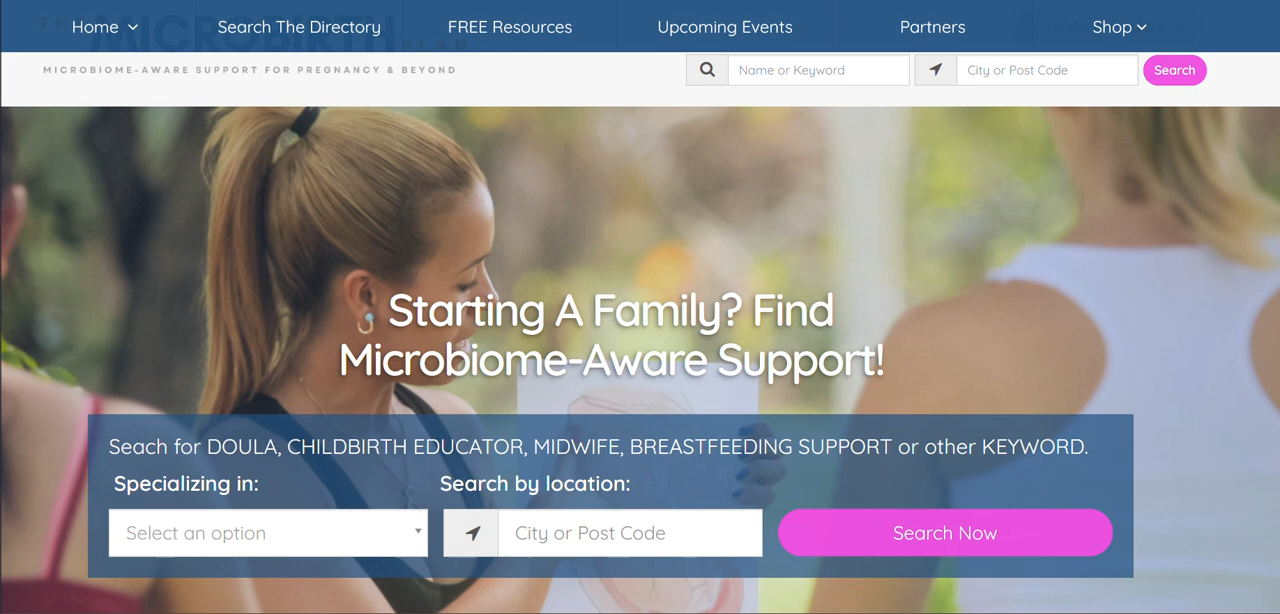 Home
Search The Directory
FREE Resources
Upcoming Events
Partners
Shop
MICROBIRTH
MICROBIOME-AWARE SUPPORT FOR PREGNANCY & BEYOND
Name or Keyword
City or Post Code
Search
Starting A Family? Find
Microbiome-Aware Support!
Seach for DOULA, CHILDBIRTH EDUCATOR, MIDWIFE, BREASTFEEDING SUPPORT or other KEYWORD.
Specializing in:
Search by location:
Select an option
City or Post Code
Search Now